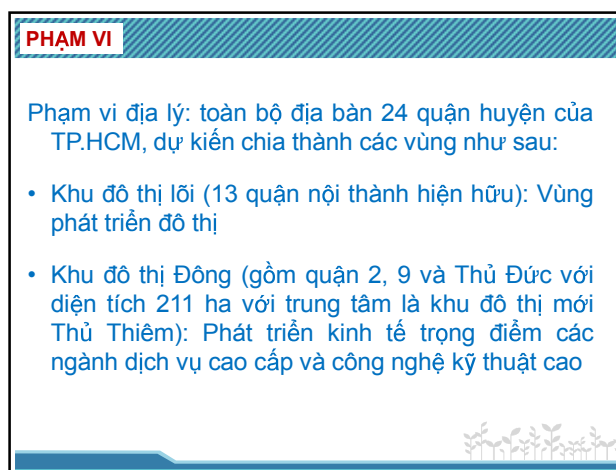 PHẠM VI
Phạm vi địa lý: toàn bộ địa bàn 24 quận huyện của
TP.HCM, dự kiến chia thành các vùng như sau:
• Khu đô thị lõi (13 quận nội thành hiện hữu): Vùng
phát triển đô thị
• Khu đô thị Đông (gồm quận 2, 9 và Thủ Đức với
diện tích 211 ha với trung tâm là khu đô thị mới
Thủ Thiêm): Phát triển kinh tế trọng điểm các
ngành dịch vụ cao cấp và công nghệ kỹ thuật cao